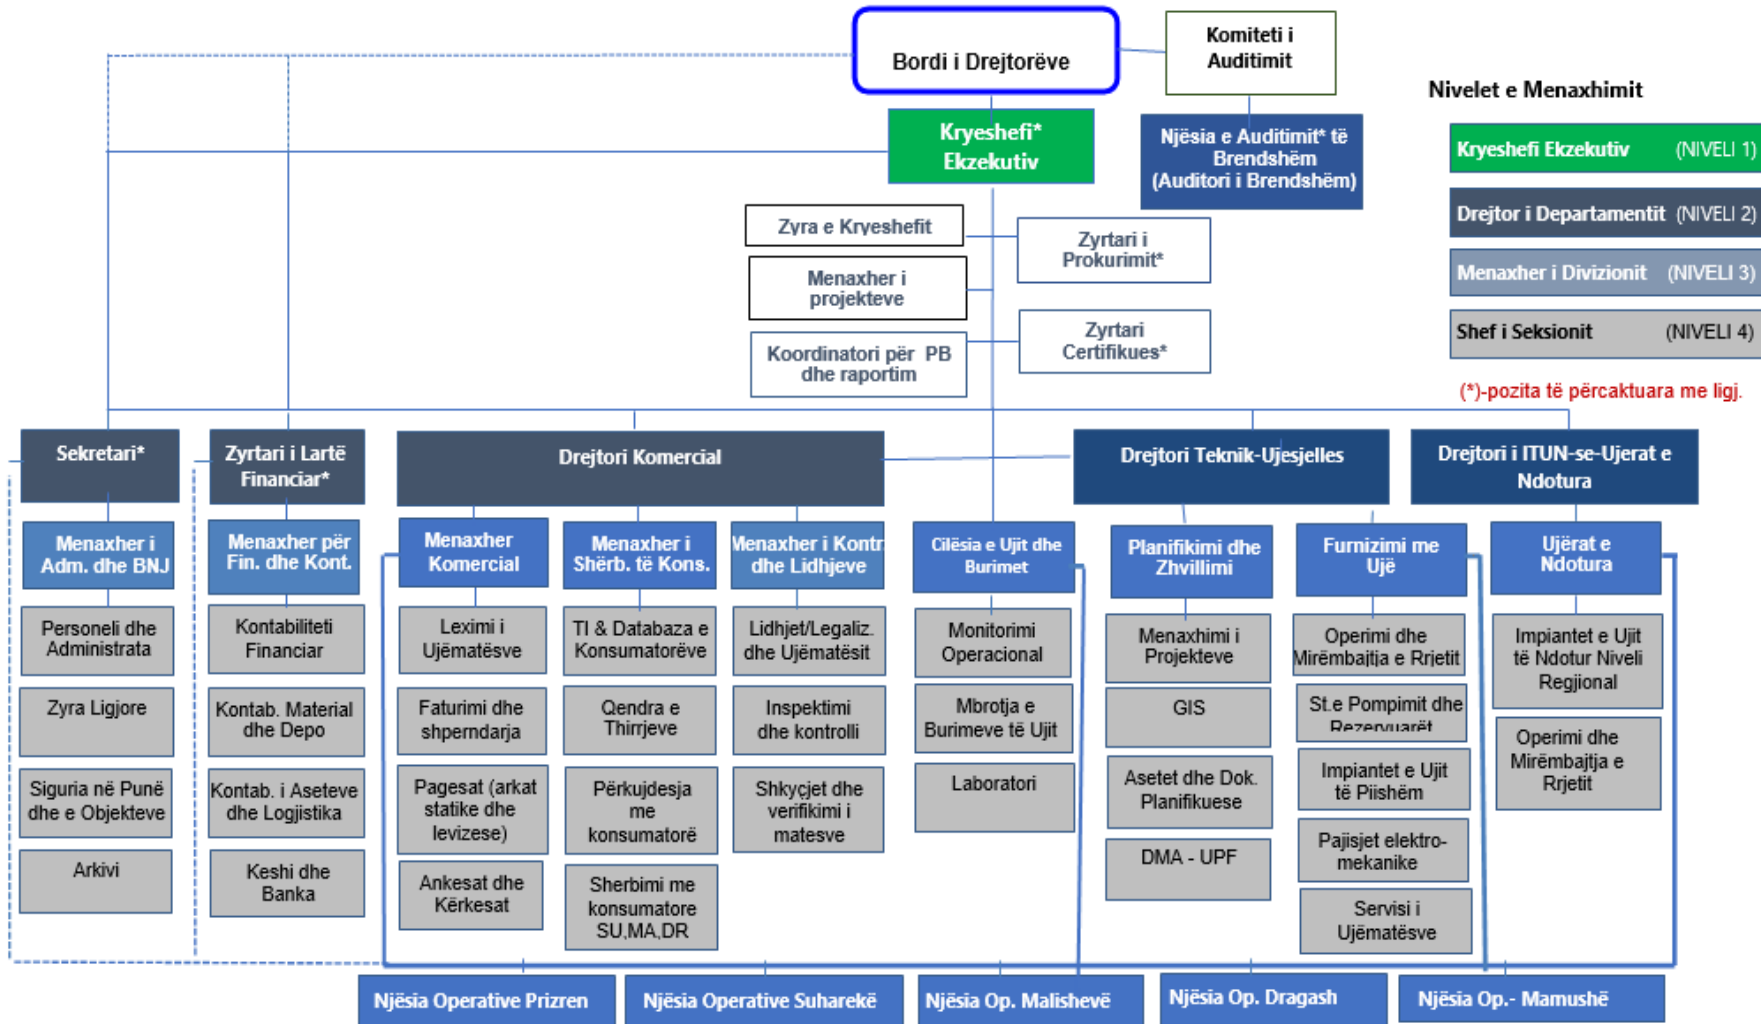 Bordi i Drejtorëve
Komiteti i
Auditimit
Nivelet e Menaxhimit
Kryeshefi*
Ekzekutiv
Njësia e Auditimit* të
Brendshëm
(Auditori i Brendshëm)
Kryeshefi Ekzekutiv (NIVELI 1)
Drejtor i Departamentit (NIVELI 2)
Menaxher i Divizionit (NIVELI 3)
Shef i Seksionit (NIVELI 4)
(*)-pozita të përcaktuara me ligj.
Zyra e Kryeshefit
Zyrtari i
Prokurimit*
Menaxher i
projekteve
Koordinatori për PB
dhe raportim
Zyrtari
Certifikues*
Sekretari*
Zyrtari i Lartë
Financiar*
Drejtori Komercial
Drejtori Teknik-Ujesjelles
Drejtori i ITUN-se-Ujerat e
Ndotura
Menaxher i
Adm. dhe BNJ
Menaxher për
Fin. dhe Kont.
Menaxher
Komercial
Menaxher i
Shërb. të Kons.
Menaxher i Kontr.
dhe Lidhjeve
Cilësia e Ujit dhe
Burimet
Planifikimi dhe
Zhvillimi
Furnizimi me
Ujë
Ujërat e
Ndotura
Personeli dhe
Administrata
Kontabiliteti
Financiar
Leximi i
Ujëmatësve
TI & Databaza e
Konsumatorëve
Lidhjet/Legaliz.
dhe Ujëmatësit
Monitorimi
Operacional
Menaxhimi i
Projekteve
Operimi dhe
Mirëmbajtja e Rrjetit
Impiantet e Ujit
të Ndotur Niveli
Regjional
Zyra Ligjore
Kontab. Material
dhe Depo
Faturimi dhe
shperndarja
Qendra e
Thirrjeve
Inspektimi
dhe kontrolli
Mbrotja e
Burimeve të Ujit
GIS
St.e Pompimit dhe
Rezervuarët
Operimi dhe
Mirëmbajtja e
Rrjetit
Siguria në Punë
dhe e Objekteve
Kontab. i Aseteve
dhe Logjistika
Pagesat (arkat
statike dhe
levizese)
Përkujdesja
me
konsumatorë
Shkyçjet dhe
verifikimi i
matesve
Laboratori
Asetet dhe Dok.
Planifikuese
Impiantet e Ujit
të Piishëm
Arkivi
Keshi dhe
Banka
Ankesat dhe
Kërkesat
Sherbimi me
konsumatore
SU,MA,DR
DMA - UPF
Pajisjet elektro-
mekanike
Servisi i
Ujëmatësve
Njësia Operative Prizren
Njësia Operative Suharekë
Njësia Op. Malishevë
Njësia Op. Dragash
Njësia Op.- Mamushë